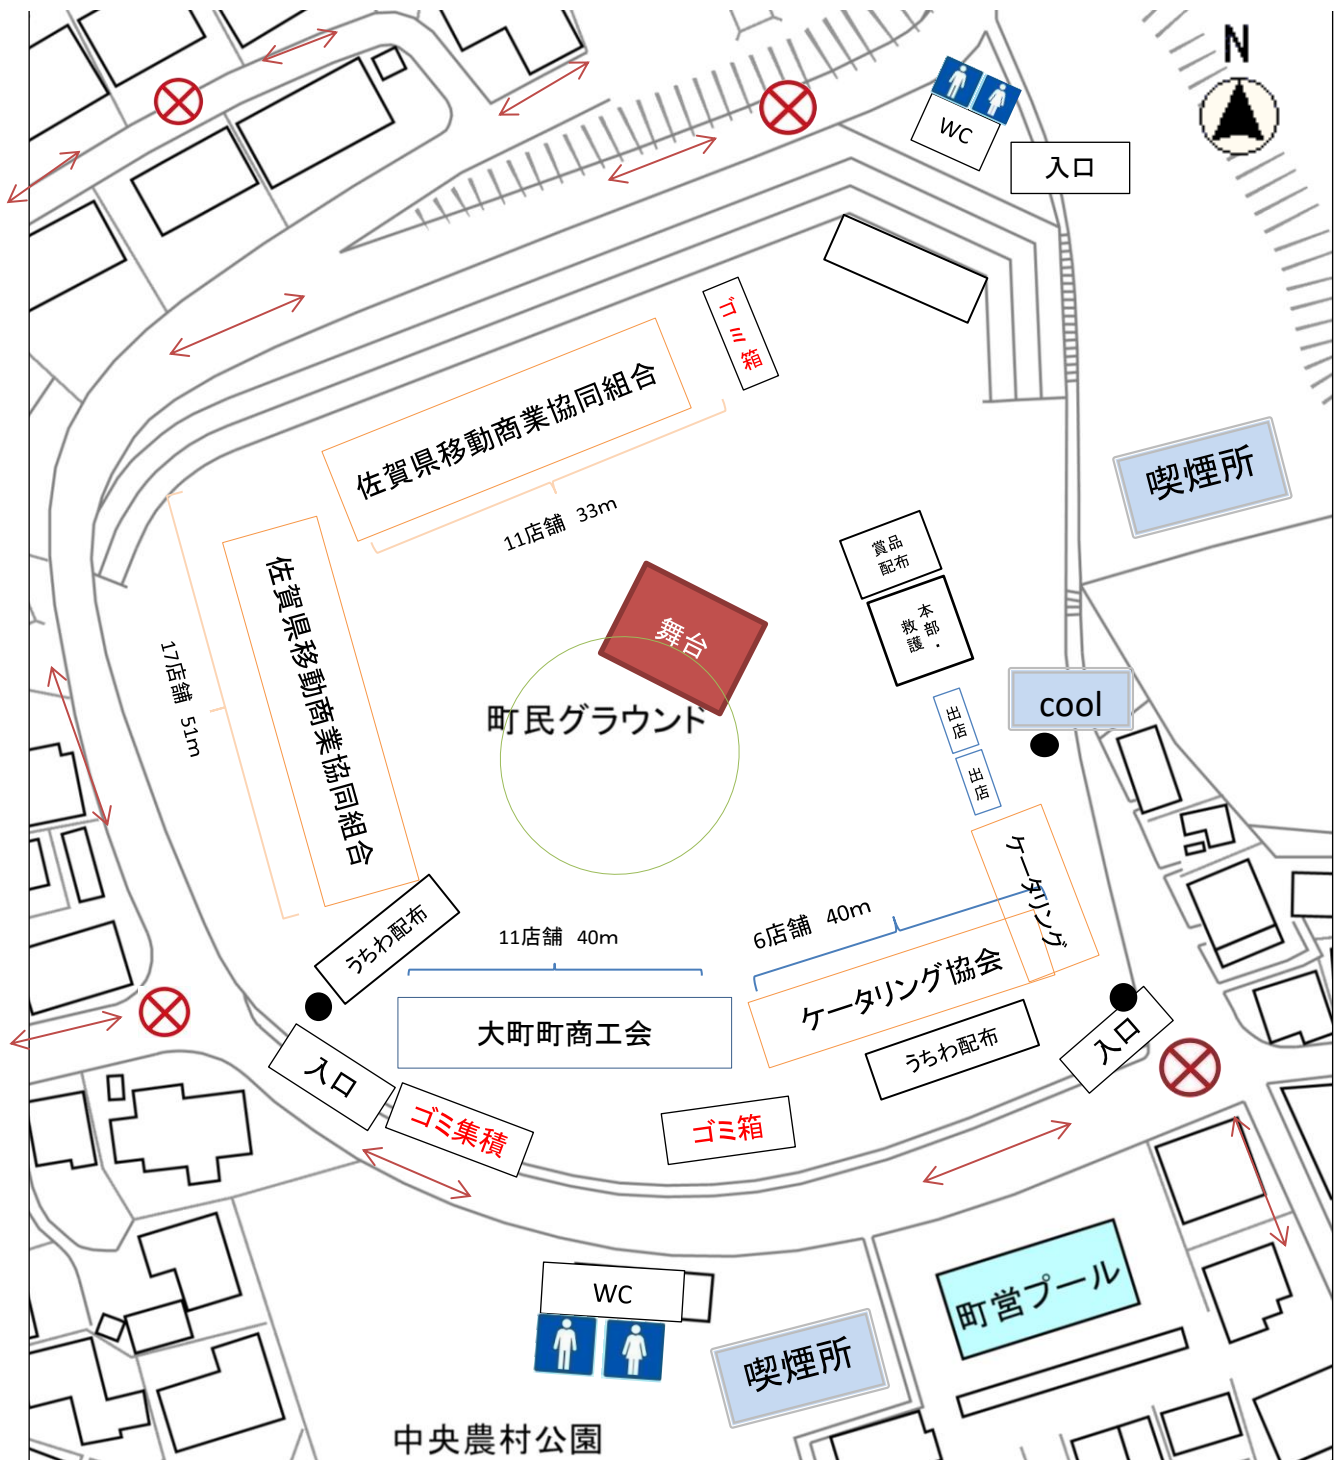 N
WC
入口
ゴミ箱
佐賀県移動商業協同組合
11店舗 33m
喫煙所
賞品
配布
本部・
救護
佐賀県移動商業協同組合
17店舗 51m
舞台
町民グラウンド
cool
出店
出店
ケータリング
うちわ配布
11店舗 40m
6店舗 40m
ケータリング協会
大町町商工会
うちわ配布
入口
入口
ゴミ集積
ゴミ箱
WC
町営プール
喫煙所
中央農村公園